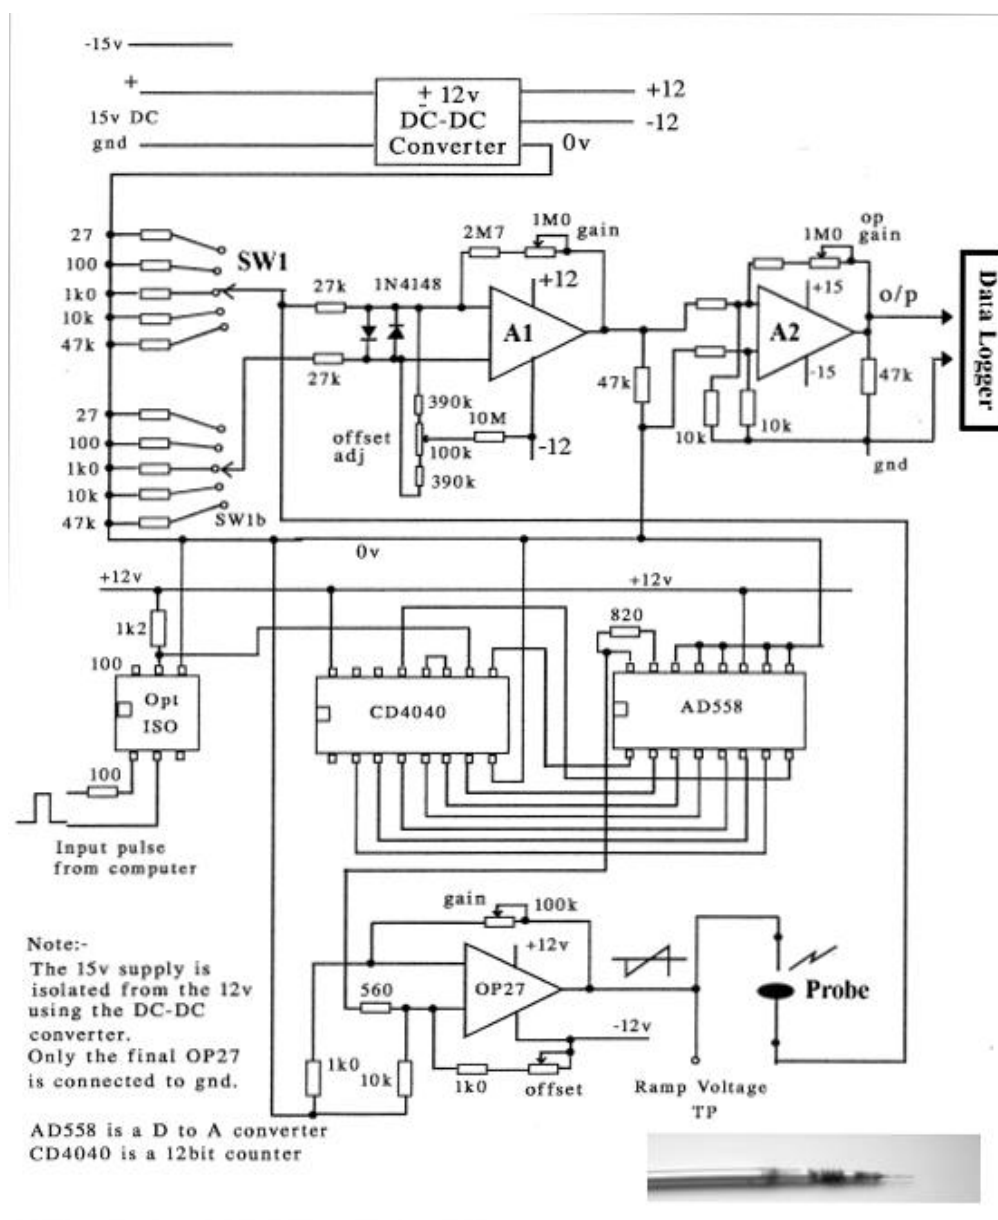 -15v
+
15v DC
gnd
± 12v
DC-DC
Converter
+12
-12
0v
27
100
1k0
10k
47k
SW1
27k
1N4148
27k
2M7
1M0
gain
+12
A1
-12
390k
offset
adj
100k
390k
10M
47k
op
gain
1M0
+15
A2
-15
o/p
47k
10k
10k
gnd
Data Logger
27
100
1k0
10k
47k
SW1b
0v
+12v
+12v
1k2
100
Opt
ISO
100
Input pulse
from computer
CD4040
820
AD558
gain
100k
+12v
OP27
560
-12v
1k0
10k
1k0
offset
Probe
Ramp Voltage
TP
Note:-
The 15v supply is
isolated from the 12v
using the DC-DC
converter.
Only the final OP27
is connected to gnd.
AD558 is a D to A converter
CD4040 is a 12bit counter